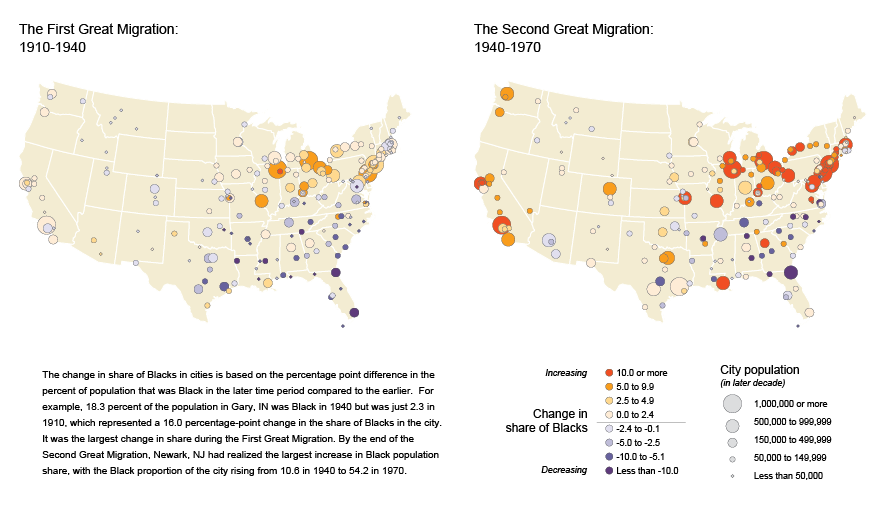 The First Great Migration:
1910-1940
The Second Great Migration:
1940-1970
The change in share of Blacks in cities is based on the percentage point difference in the
percent of population that was Black in the later time period compared to the earlier. For
example, 18.3 percent of the population in Gary, IN was Black in 1940 but was just 2.3 in
1910, which represented a 16.0 percentage-point change in the share of Blacks in the city.
It was the largest change in share during the First Great Migration. By the end of the
Second Great Migration, Newark, NJ had realized the largest increase in Black population
share, with the Black proportion of the city rising from 10.6 in 1940 to 54.2 in 1970.
Change in
share of Blacks
Increasing
10.0 or more
5.0 to 9.9
2.5 to 4.9
0.0 to 2.4
-2.4 to -0.1
-5.0 to -2.5
-10.0 to -5.1
Decreasing
Less than -10.0
City population
(in later decade)
1,000,000 or more
500,000 to 999,999
150,000 to 499,999
50,000 to 149,999
Less than 50,000